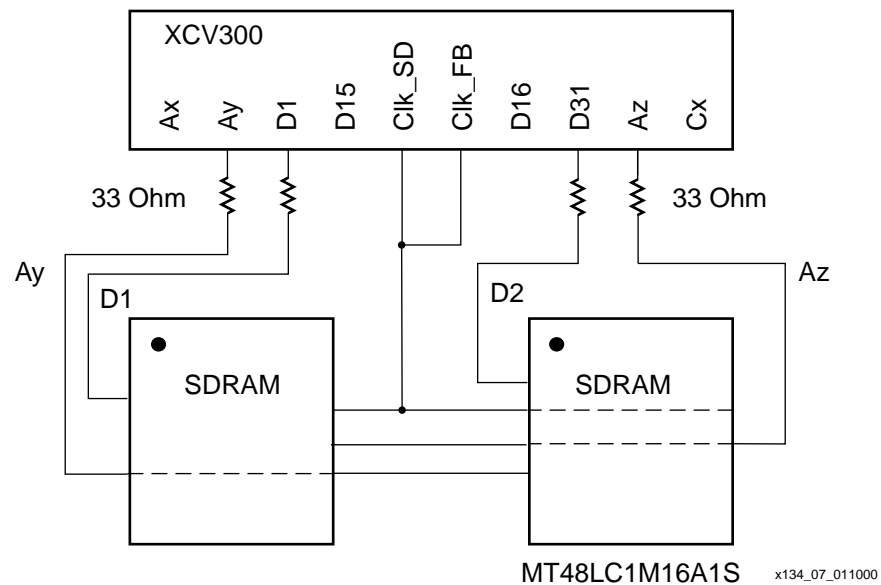 XCV300
Ax
Ay
D1
D15
Clk_SD
Clk_FB
D16
D31
Az
Cx
33 Ohm
33 Ohm
Ay
Az
D1
D2
SDRAM
SDRAM
MT48LC1M16A1S
x134_07_011000